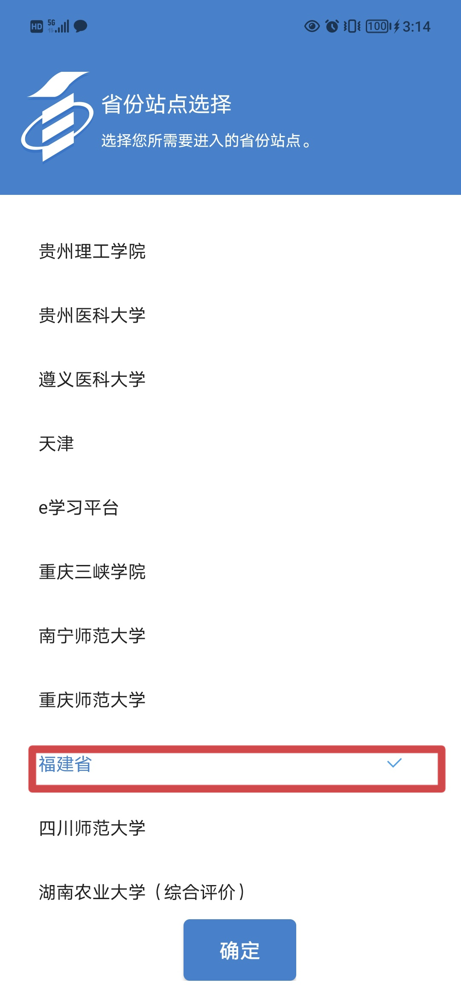 HD 5G 100 3:14
省份站点选择
选择您所需要进入的省份站点。
贵州理工学院
贵州医科大学
遵义医科大学
天津
e学习平台
重庆三峡学院
南宁师范大学
重庆师范大学
福建省
四川师范大学
湖南农业大学（综合评价）
确定